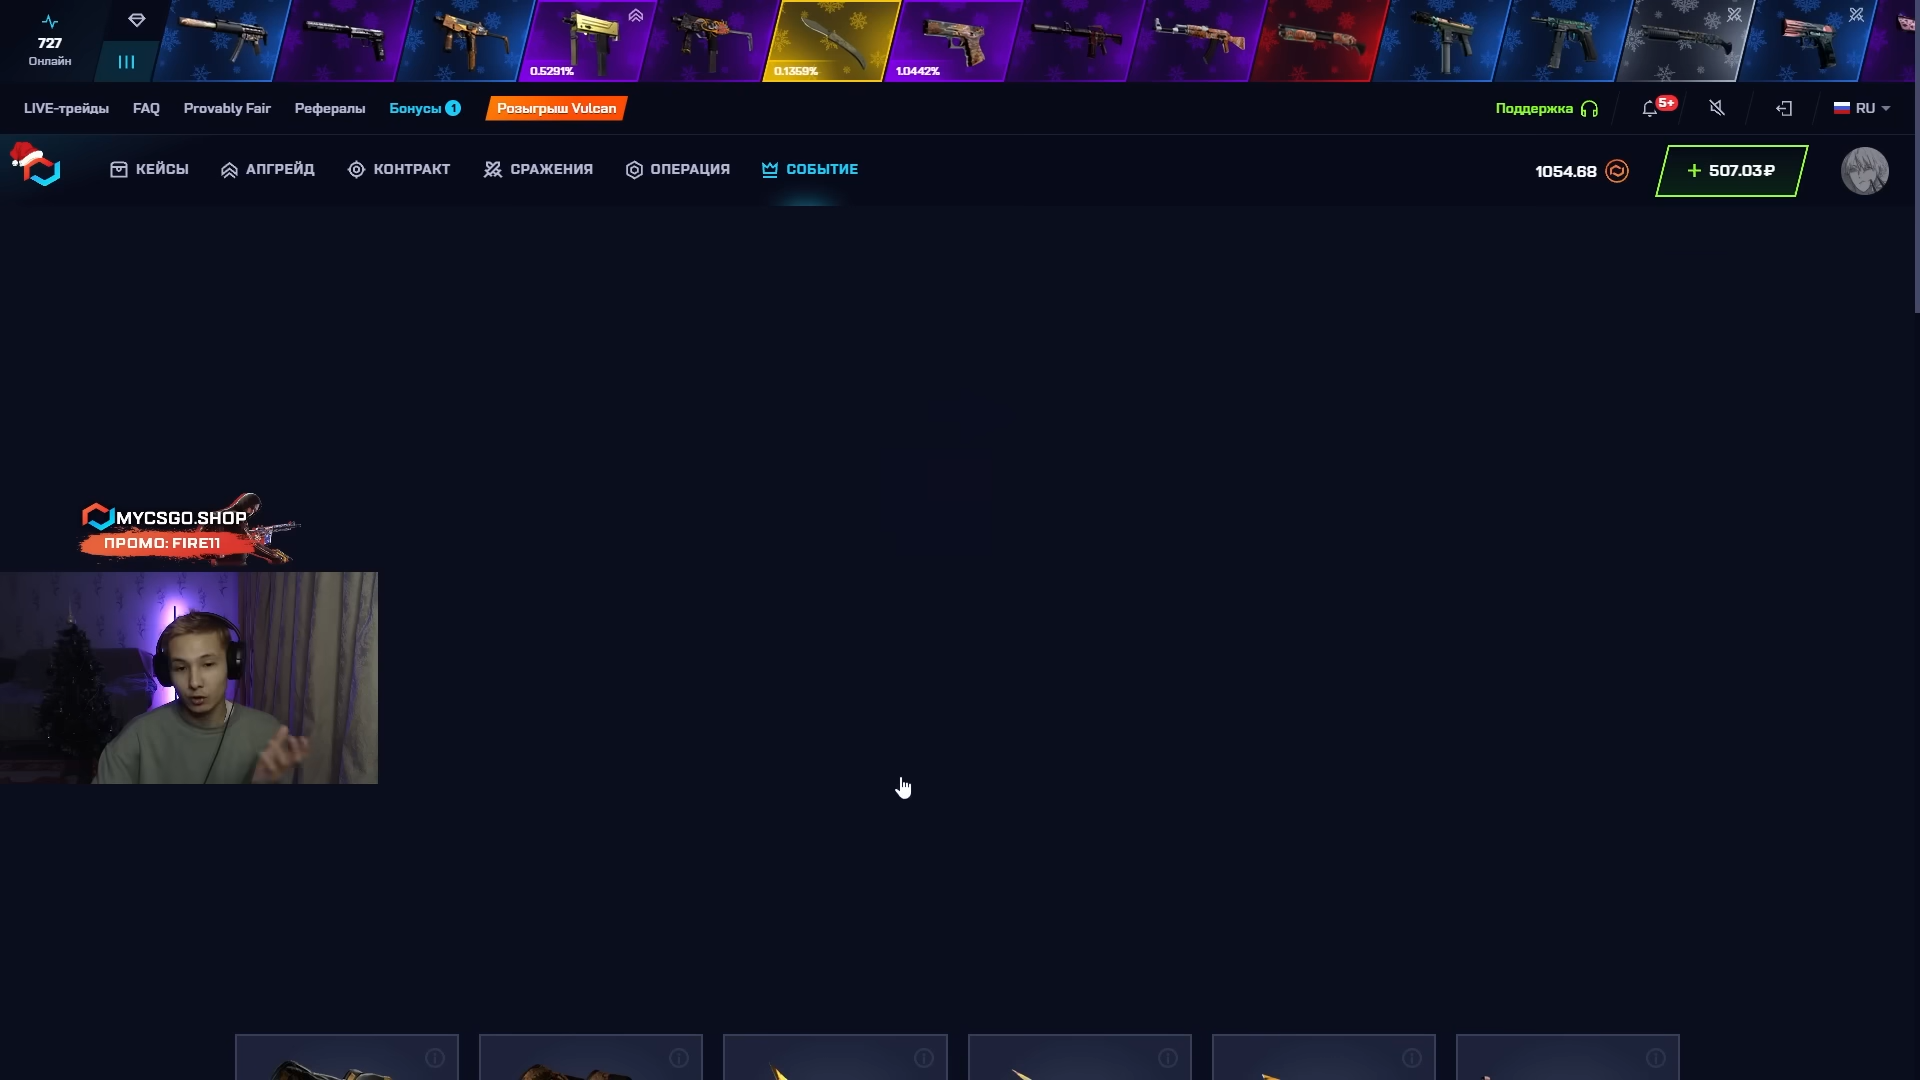 727
Онлайн
0.5291%
0.1359%
1.0442%
LIVE-трейды
FAQ
Provably Fair
Рефералы
Бонусы 1
Розыгрыш Vulcan
Поддержка
5+
RU
КЕЙСЫ
АПГРЕЙД
КОНТРАКТ
СРАЖЕНИЯ
ОПЕРАЦИЯ
СОБЫТИЕ
1054.68
+ 507.03₽
MYCSGO.SHOP
ПРОМО: FIRE11